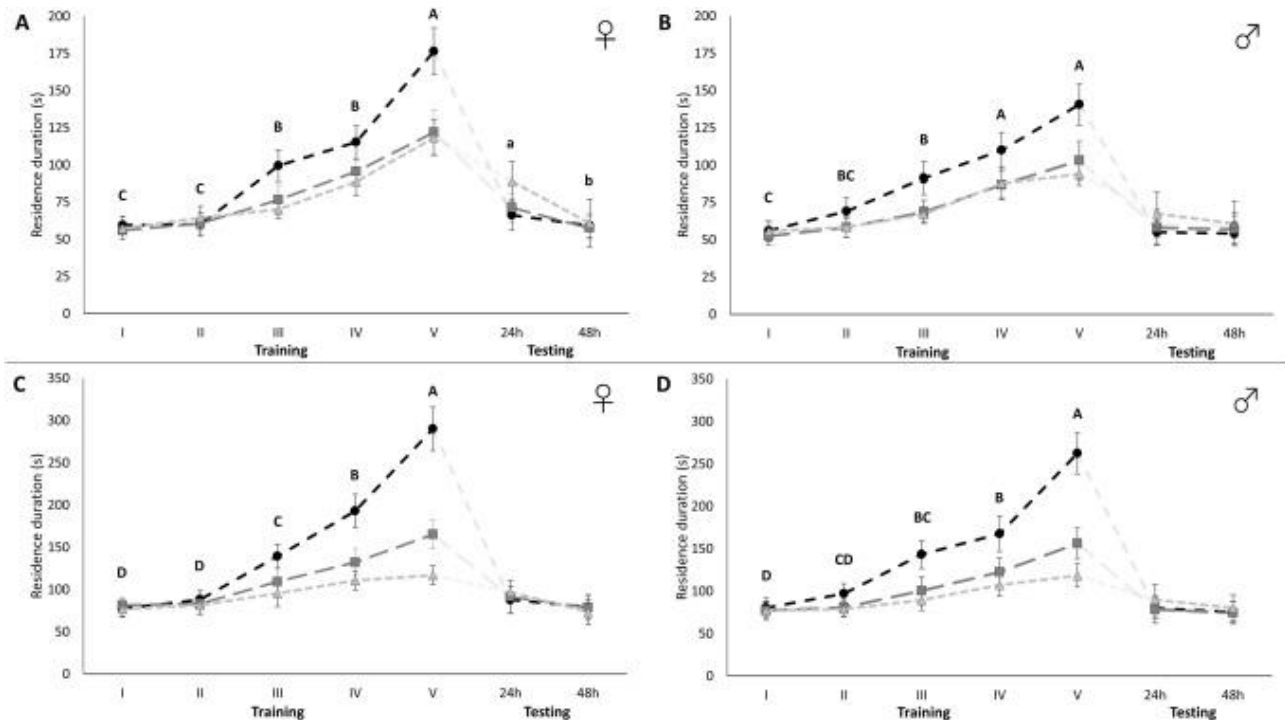 A
♀
Residence duration (s)
200
175
150
125
100
75
50
25
0
C
C
B
B
A
a
b
I II III IV V 24h 48h
Training Testing
B
♂
Residence duration (s)
200
175
150
125
100
75
50
25
0
C
BC
B
A
A
I II III IV V 24h 48h
Training Testing
C
♀
Residence duration (s)
350
300
250
200
150
100
50
0
D
D
C
B
A
I II III IV V 24h 48h
Training Testing
D
♂
Residence duration (s)
350
300
250
200
150
100
50
0
D
CD
BC
B
A
I II III IV V 24h 48h
Training Testing